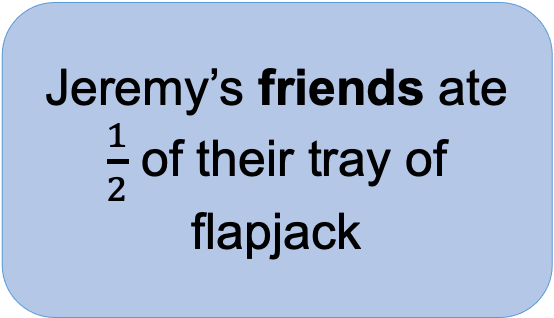 Jeremy’s friends ate
1/2 of their tray of
flapjack